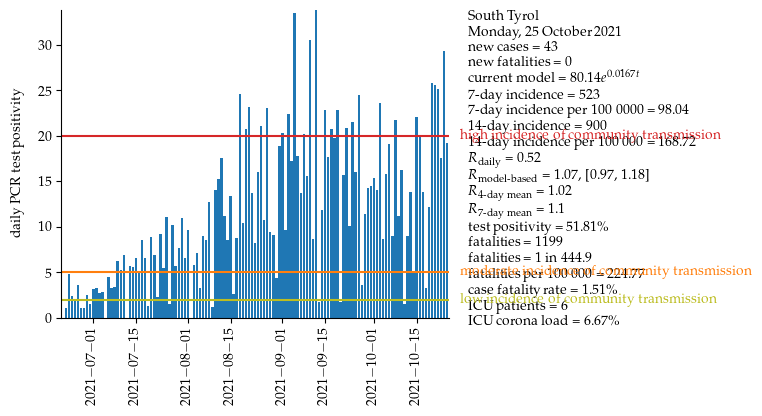 South Tyrol
Monday, 25 October 2021
new cases = 43
new fatalities = 0
current model = 80.14e^0.0167t
7-day incidence = 523
7-day incidence per 100 0000 = 98.04
14-day incidence = 900
high incidence of community transmission
14-day incidence per 100 000 = 168.72
R_daily = 0.52
R_model-based = 1.07, [0.97, 1.18]
R_4-day mean = 1.02
R_7-day mean = 1.1
test positivity = 51.81%
fatalities = 1199
fatalities = 1 in 444.9
moderate incidence of community transmission
fatalities per 100 000 = 224.77
case fatality rate = 1.51%
low incidence of community transmission
ICU patients = 6
ICU corona load = 6.67%
daily PCR test positivity
30
25
20
15
10
5
0
2021−07−01
2021−07−15
2021−08−01
2021−08−15
2021−09−01
2021−09−15
2021−10−01
2021−10−15